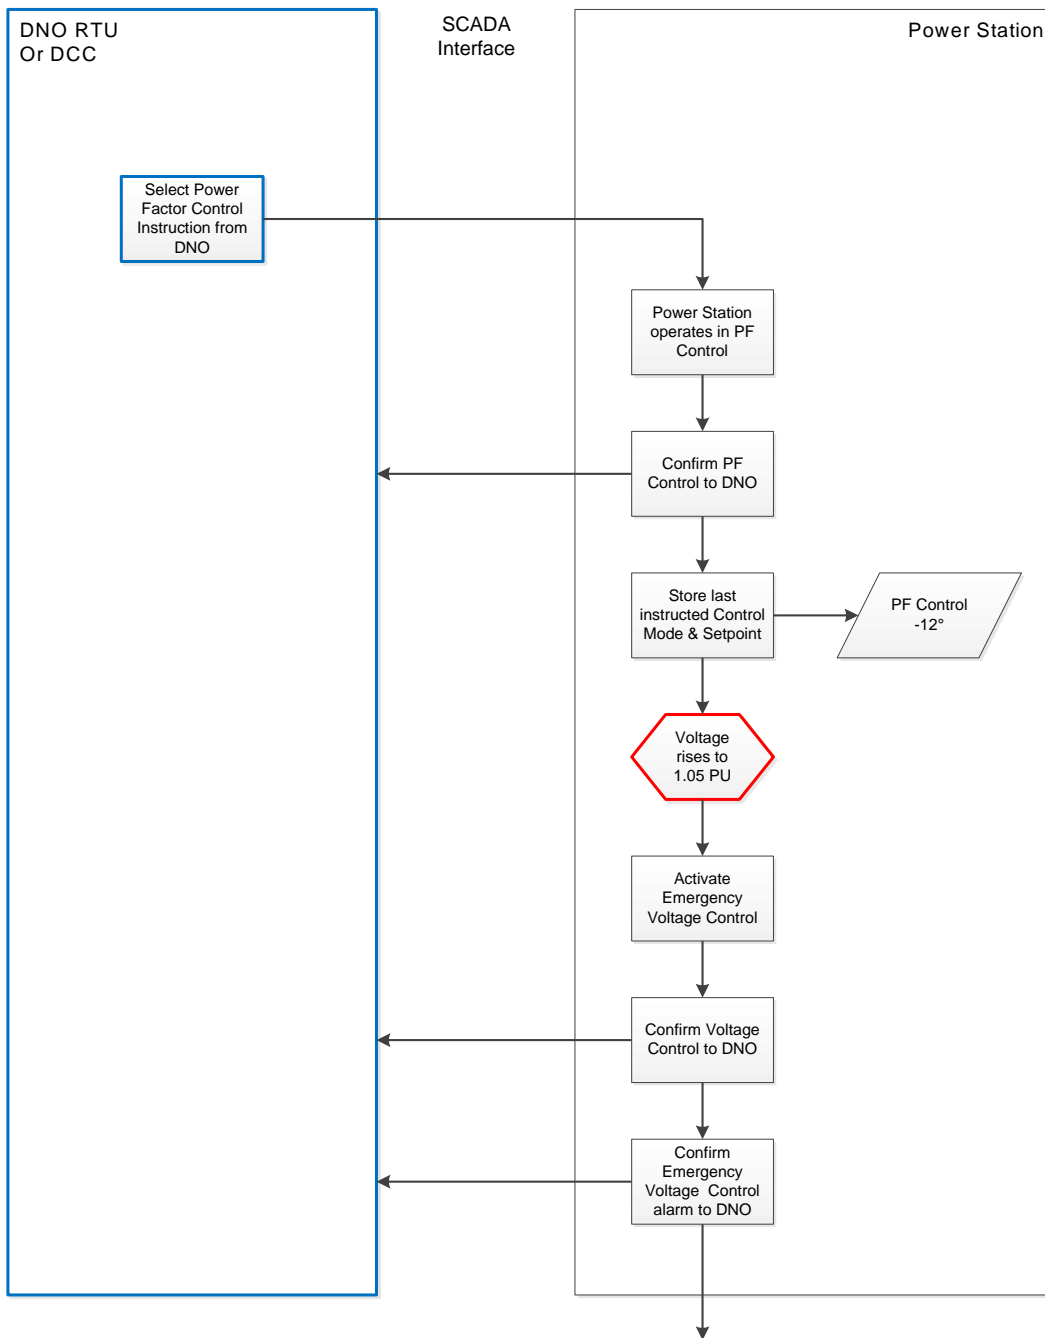 DNO RTU
Or DCC
SCADA
Interface
Power Station
Select Power
Factor Control
Instruction from
DNO
Power Station
operates in PF
Control
Confirm PF
Control to DNO
Store last
instructed Control
Mode & Setpoint
PF Control
-12°
Voltage
rises to
1.05 PU
Activate
Emergency
Voltage Control
Confirm Voltage
Control to DNO
Confirm
Emergency
Voltage Control
alarm to DNO